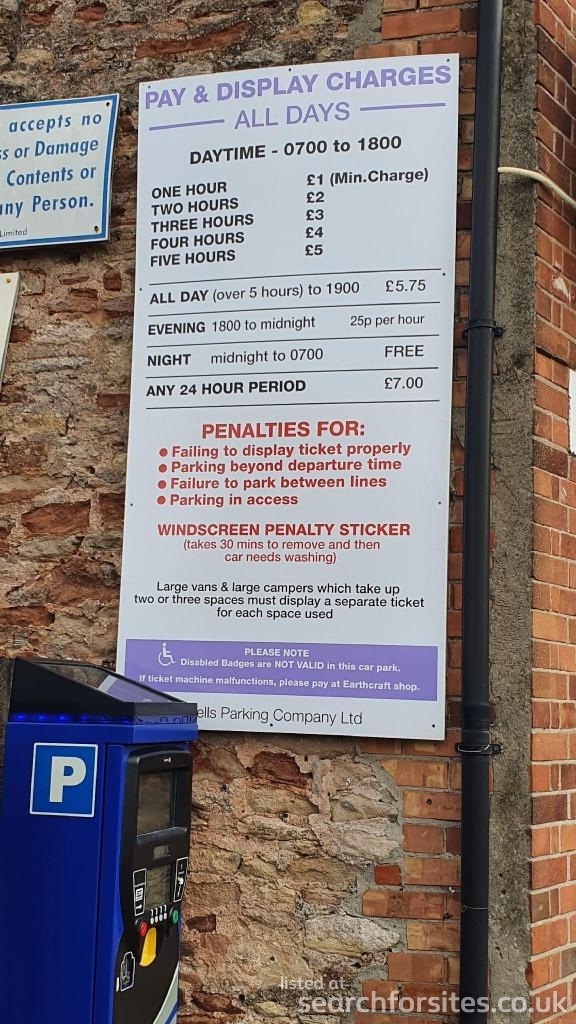 accepts no
or Damage
Contents or
any Person.
Limited
PAY & DISPLAY CHARGES
ALL DAYS
DAYTIME - 0700 to 1800
ONE HOUR £1 (Min.Charge)
TWO HOURS £2
THREE HOURS £3
FOUR HOURS £4
FIVE HOURS £5
ALL DAY (over 5 hours) to 1900 £5.75
EVENING 1800 to midnight 25p per hour
NIGHT midnight to 0700 FREE
ANY 24 HOUR PERIOD £7.00
PENALTIES FOR:
● Failing to display ticket properly
● Parking beyond departure time
● Failure to park between lines
● Parking in access
WINDSCREEN PENALTY STICKER
(takes 30 mins to remove and then
car needs washing)
Large vans & large campers which take up
two or three spaces must display a separate ticket
for each space used
PLEASE NOTE
Disabled Badges are NOT VALID in this car park.
If ticket machine malfunctions, please pay at Earthcraft shop.
ells Parking Company Ltd
P
listed at
searchforsites.co.uk